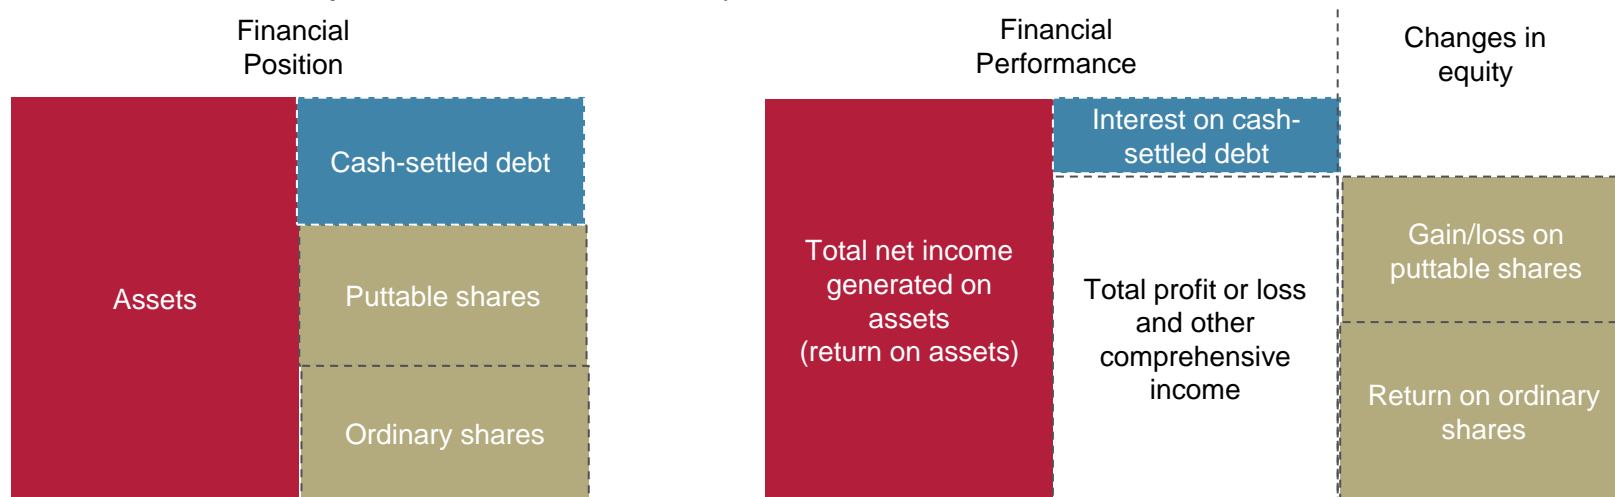 Financial
Position
Assets
Cash-settled debt
Puttable shares
Ordinary shares
Financial
Performance
Changes in
equity
Total net income
generated on
assets
(return on assets)
Interest on cash-
settled debt
Total profit or loss
and other
comprehensive
income
Gain/loss on
puttable shares
Return on ordinary
shares